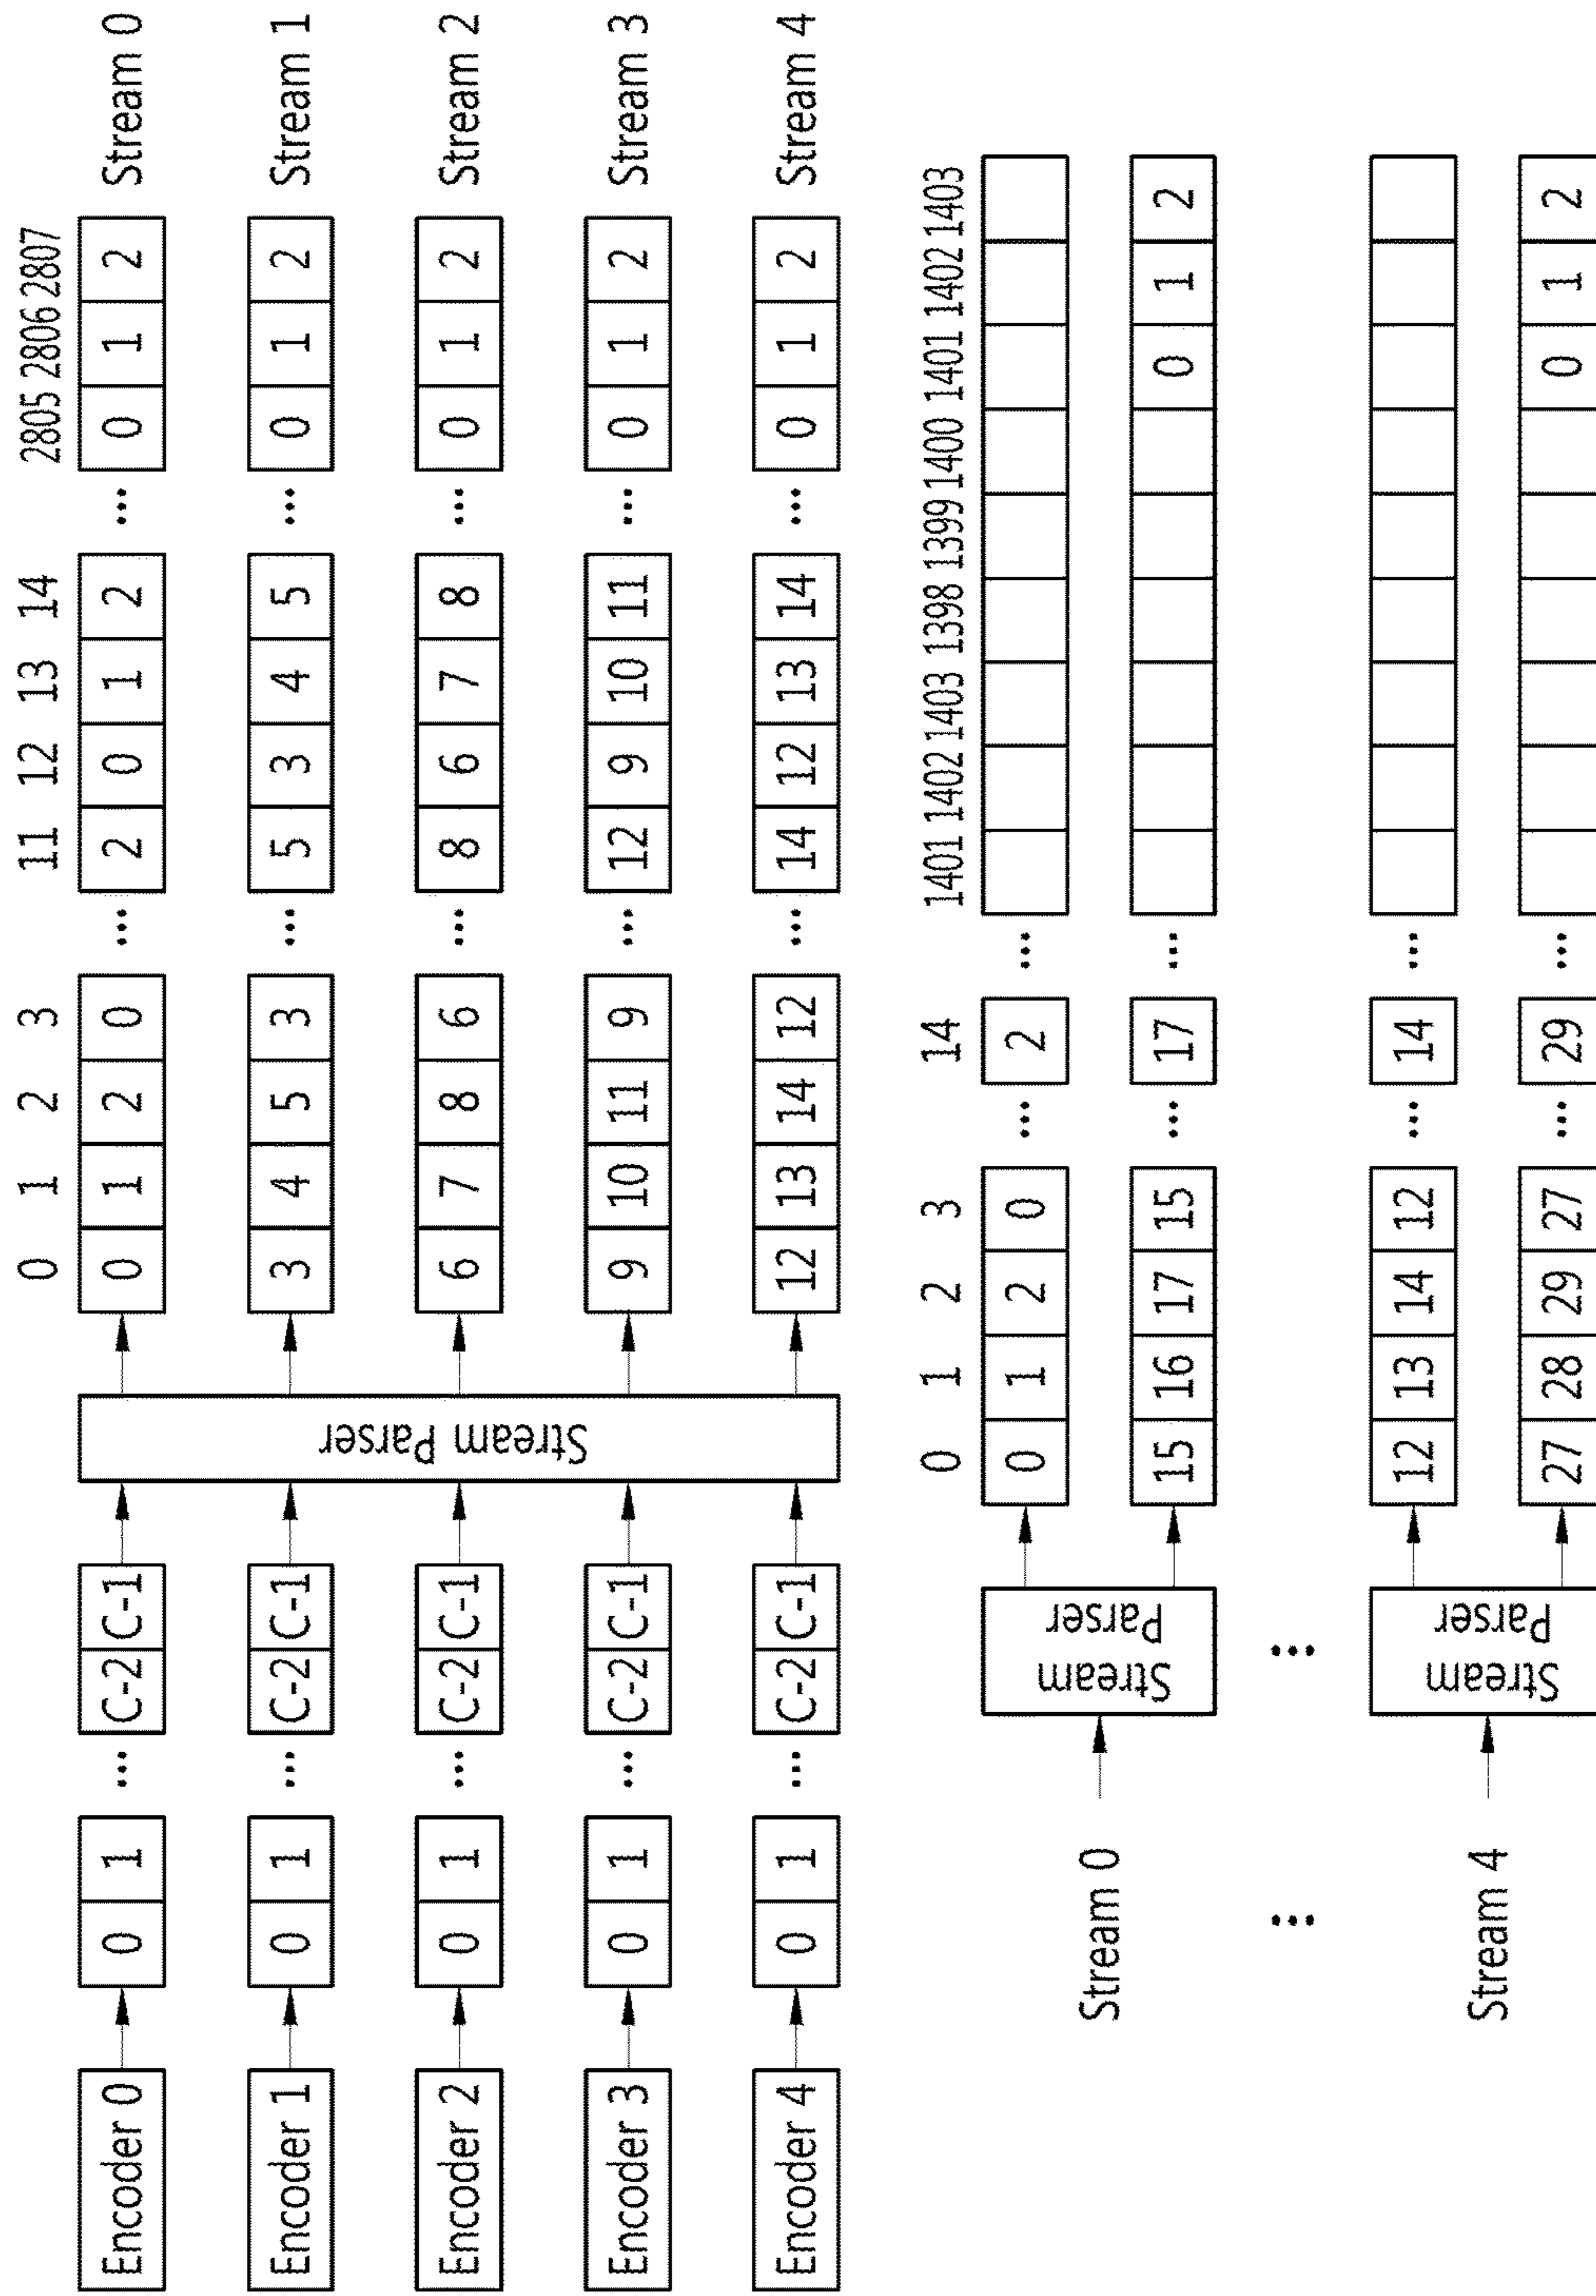 0 1 2 3 11 12 13 14 2805 2806 2807
Encoder 0 0 1 ... C-2 C-1 0 1 2 0 ... 2 0 1 2 ... 0 1 2 Stream 0
Encoder 1 0 1 ... C-2 C-1 3 4 5 3 ... 5 3 4 5 ... 0 1 2 Stream 1
Encoder 2 0 1 ... C-2 C-1 6 7 8 6 ... 8 6 7 8 ... 0 1 2 Stream 2
Encoder 3 0 1 ... C-2 C-1 9 10 11 9 ... 12 9 10 11 ... 0 1 2 Stream 3
Encoder 4 0 1 ... C-2 C-1 12 13 14 12 ... 14 12 13 14 ... 0 1 2 Stream 4
Stream Parser
0 1 2 3 14 1401 1402 1403 1398 1399 1400 1401 1402 1403
0 1 2 0 ... 2 ...
Stream 0
Stream
Parser
15 16 17 15 ... 17 ... 0 1 2
... ...
12 13 14 12 ... 14 ...
Stream 4
Stream
Parser
27 28 29 27 ... 29 ... 0 1 2